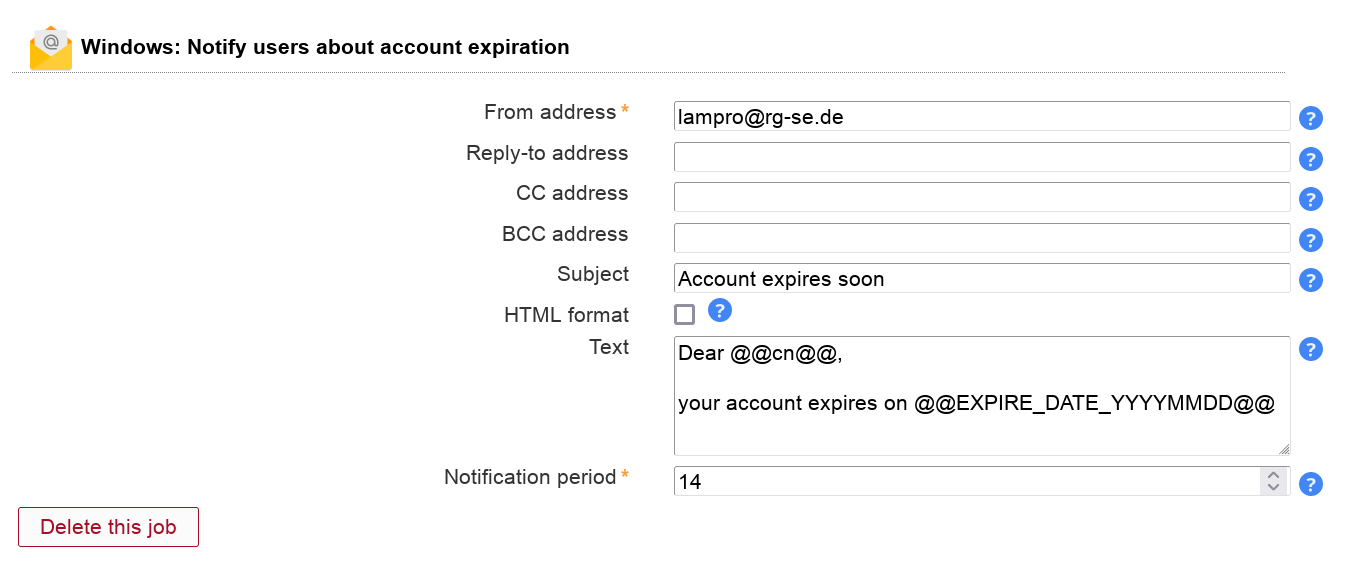 Windows: Notify users about account expiration
From address* lampro@rg-se.de
Reply-to address
CC address
BCC address
Subject Account expires soon
HTML format
Text Dear @@cn@@,
your account expires on @@EXPIRE_DATE_YYYYMMDD@@
Notification period* 14
Delete this job